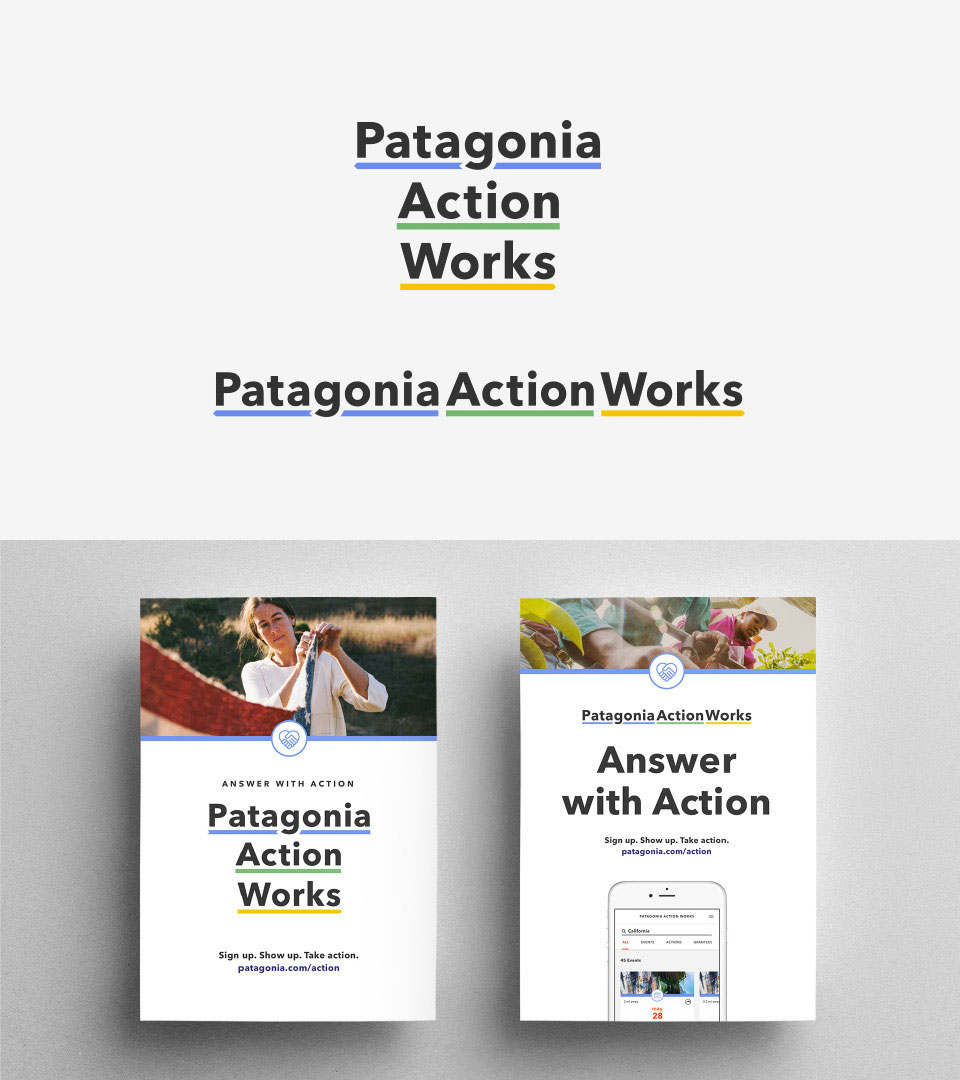 Patagonia
Action
Works
Patagonia Action Works
ANSWER WITH ACTION
Patagonia
Action
Works
Sign up. Show up. Take action.
patagonia.com/action
Patagonia Action Works
Answer
with Action
Sign up. Show up. Take action.
patagonia.com/action
PATAGONIA ACTION WORKS
California
ALL EVENTS ACTIONS GRANTEES
45 Events
may
28